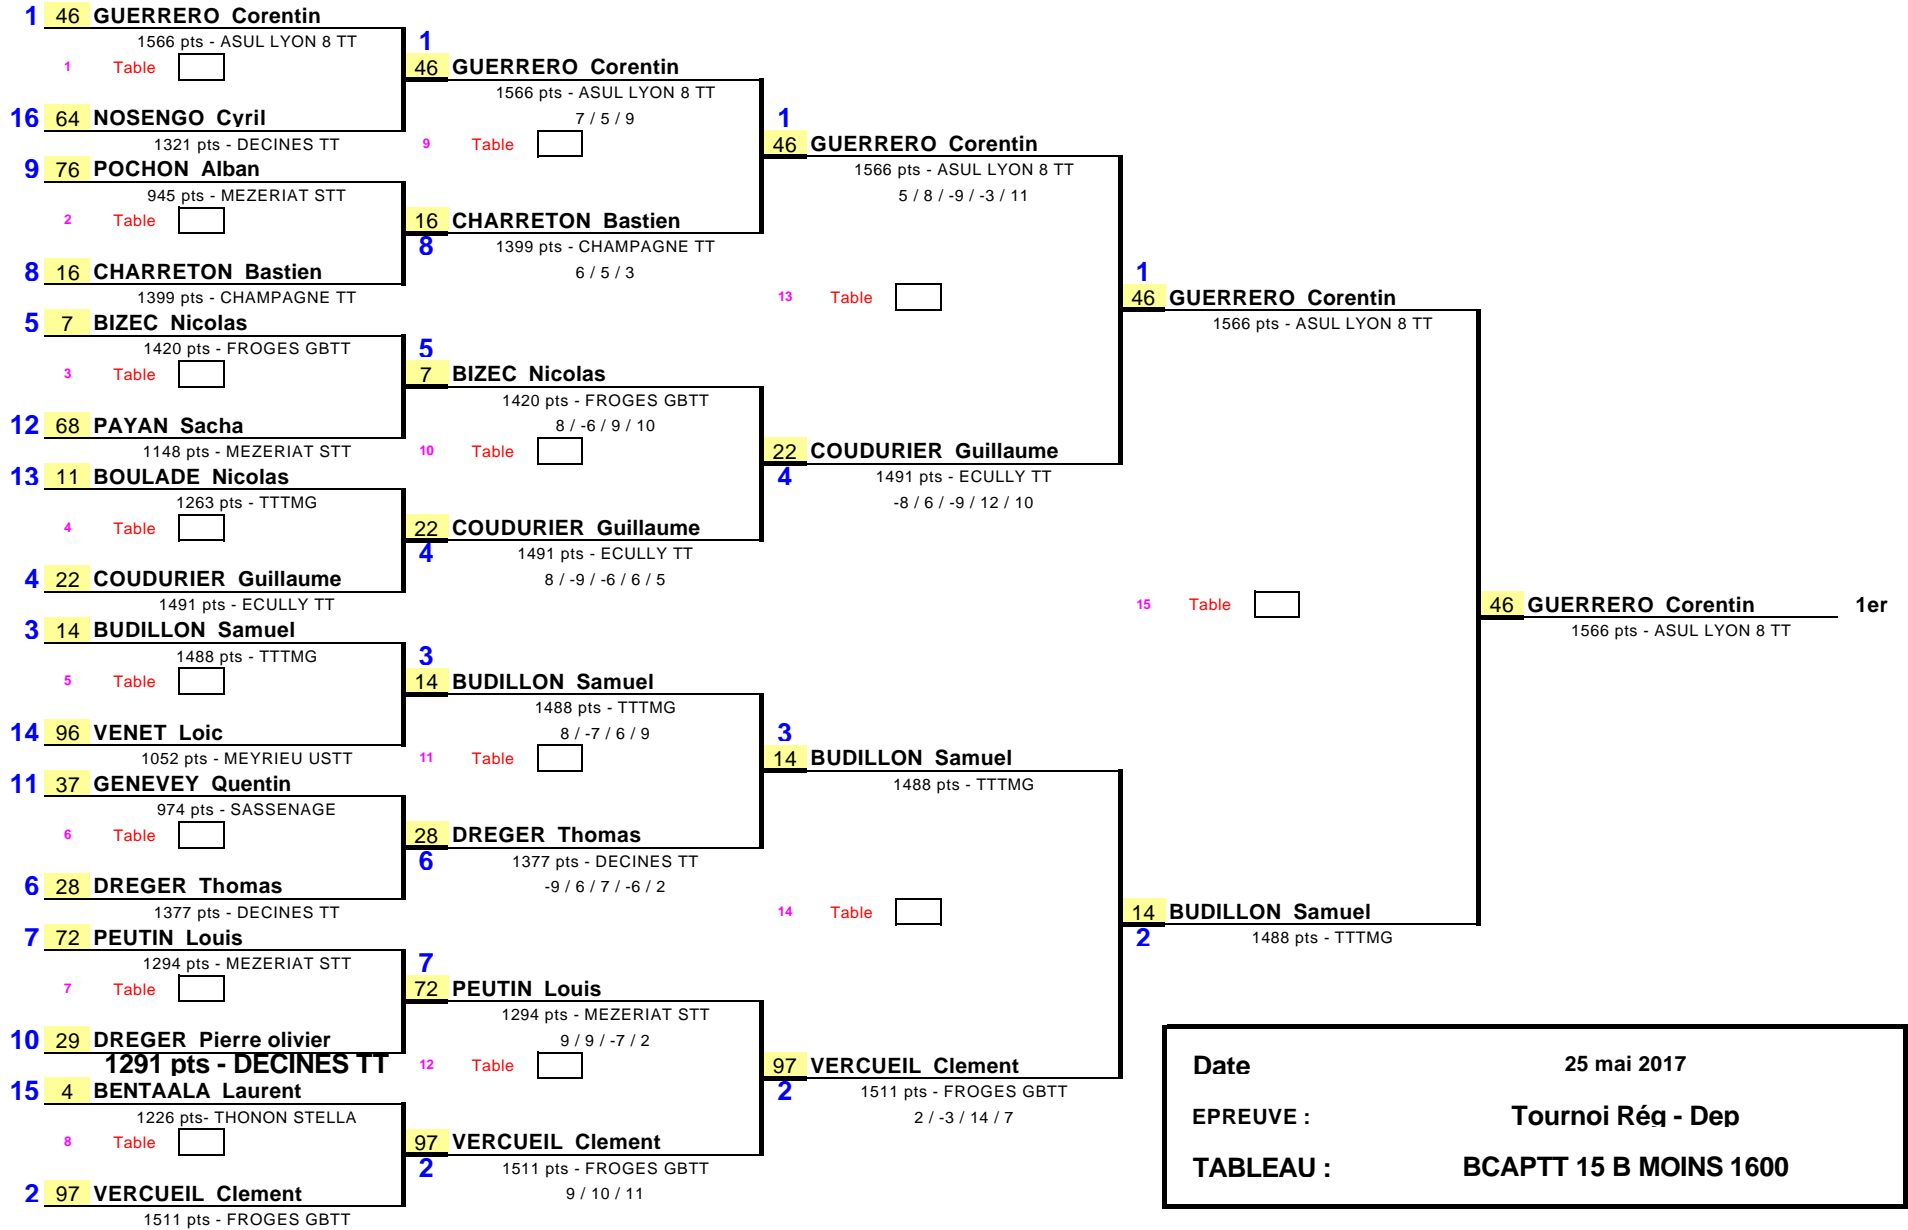 1 46 GUERRERO Corentin
1566 pts - ASUL LYON 8 TT
1 Table
16 64 NOSENGO Cyril
1321 pts - DECINES TT
9 76 POCHON Alban
945 pts - MEZERIAT STT
2 Table
8 16 CHARRETON Bastien
1399 pts - CHAMPAGNE TT
5 7 BIZEC Nicolas
1420 pts - FROGES GBTT
3 Table
12 68 PAYAN Sacha
1148 pts - MEZERIAT STT
13 11 BOULADE Nicolas
1263 pts - TTTMG
4 Table
4 22 COUDURIER Guillaume
1491 pts - ECULLY TT
3 14 BUDILLON Samuel
1488 pts - TTTMG
5 Table
14 96 VENET Loic
1052 pts - MEYRIEU USTT
11 37 GENEVEY Quentin
974 pts - SASSENAGE
6 Table
6 28 DREGER Thomas
1377 pts - DECINES TT
7 72 PEUTIN Louis
1294 pts - MEZERIAT STT
7 Table
10 29 DREGER Pierre olivier
1291 pts - DECINES TT
15 4 BENTAALA Laurent
1226 pts- THONON STELLA
8 Table
2 97 VERCUEIL Clement
1511 pts - FROGES GBTT
1
46 GUERRERO Corentin
1566 pts - ASUL LYON 8 TT
7 / 5 / 9
9 Table
16 CHARRETON Bastien
8
1399 pts - CHAMPAGNE TT
6 / 5 / 3
5
7 BIZEC Nicolas
1420 pts - FROGES GBTT
8 / -6 / 9 / 10
10 Table
22 COUDURIER Guillaume
4
1491 pts - ECULLY TT
8 / -9 / -6 / 6 / 5
3
14 BUDILLON Samuel
1488 pts - TTTMG
8 / -7 / 6 / 9
11 Table
28 DREGER Thomas
6
1377 pts - DECINES TT
-9 / 6 / 7 / -6 / 2
7
72 PEUTIN Louis
1294 pts - MEZERIAT STT
9 / 9 / -7 / 2
12 Table
97 VERCUEIL Clement
2
1511 pts - FROGES GBTT
9 / 10 / 11
1
46 GUERRERO Corentin
1566 pts - ASUL LYON 8 TT
5 / 8 / -9 / -3 / 11
13 Table
22 COUDURIER Guillaume
4
1491 pts - ECULLY TT
-8 / 6 / -9 / 12 / 10
3
14 BUDILLON Samuel
1488 pts - TTTMG
14 Table
97 VERCUEIL Clement
2
1511 pts - FROGES GBTT
2 / -3 / 14 / 7
1
46 GUERRERO Corentin
1566 pts - ASUL LYON 8 TT
15 Table
14 BUDILLON Samuel
2
1488 pts - TTTMG
46 GUERRERO Corentin 1er
1566 pts - ASUL LYON 8 TT
Date 25 mai 2017
EPREUVE : Tournoi Rég - Dep
TABLEAU : BCAPTT 15 B MOINS 1600